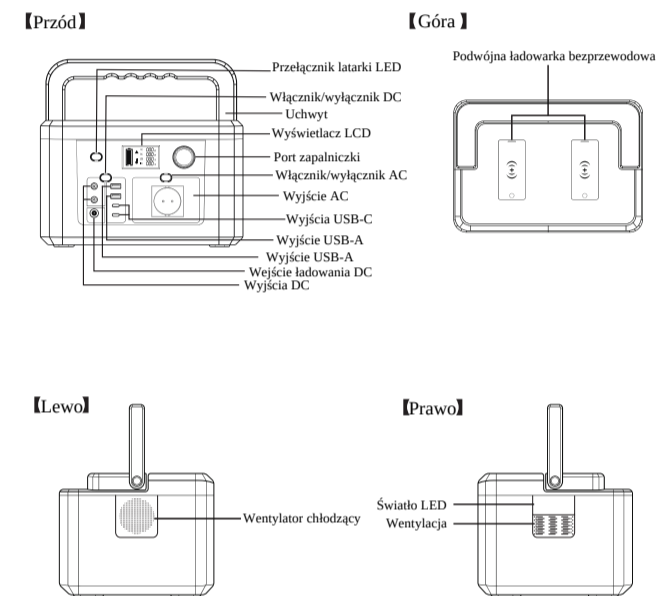 【Przód】
Przełącznik latarki LED
Włącznik/wyłącznik DC
Uchwyt
Wyświetlacz LCD
Port zapalniczki
Włącznik/wyłącznik AC
Wyjście AC
Wyjścia USB-C
Wyjście USB-A
Wyjście USB-A
Wejście ładowania DC
Wyjścia DC
【Góra】
Podwójna ładowarka bezprzewodowa
【Lewo】
Wentylator chłodzący
【Prawo】
Światło LED
Wentylacja